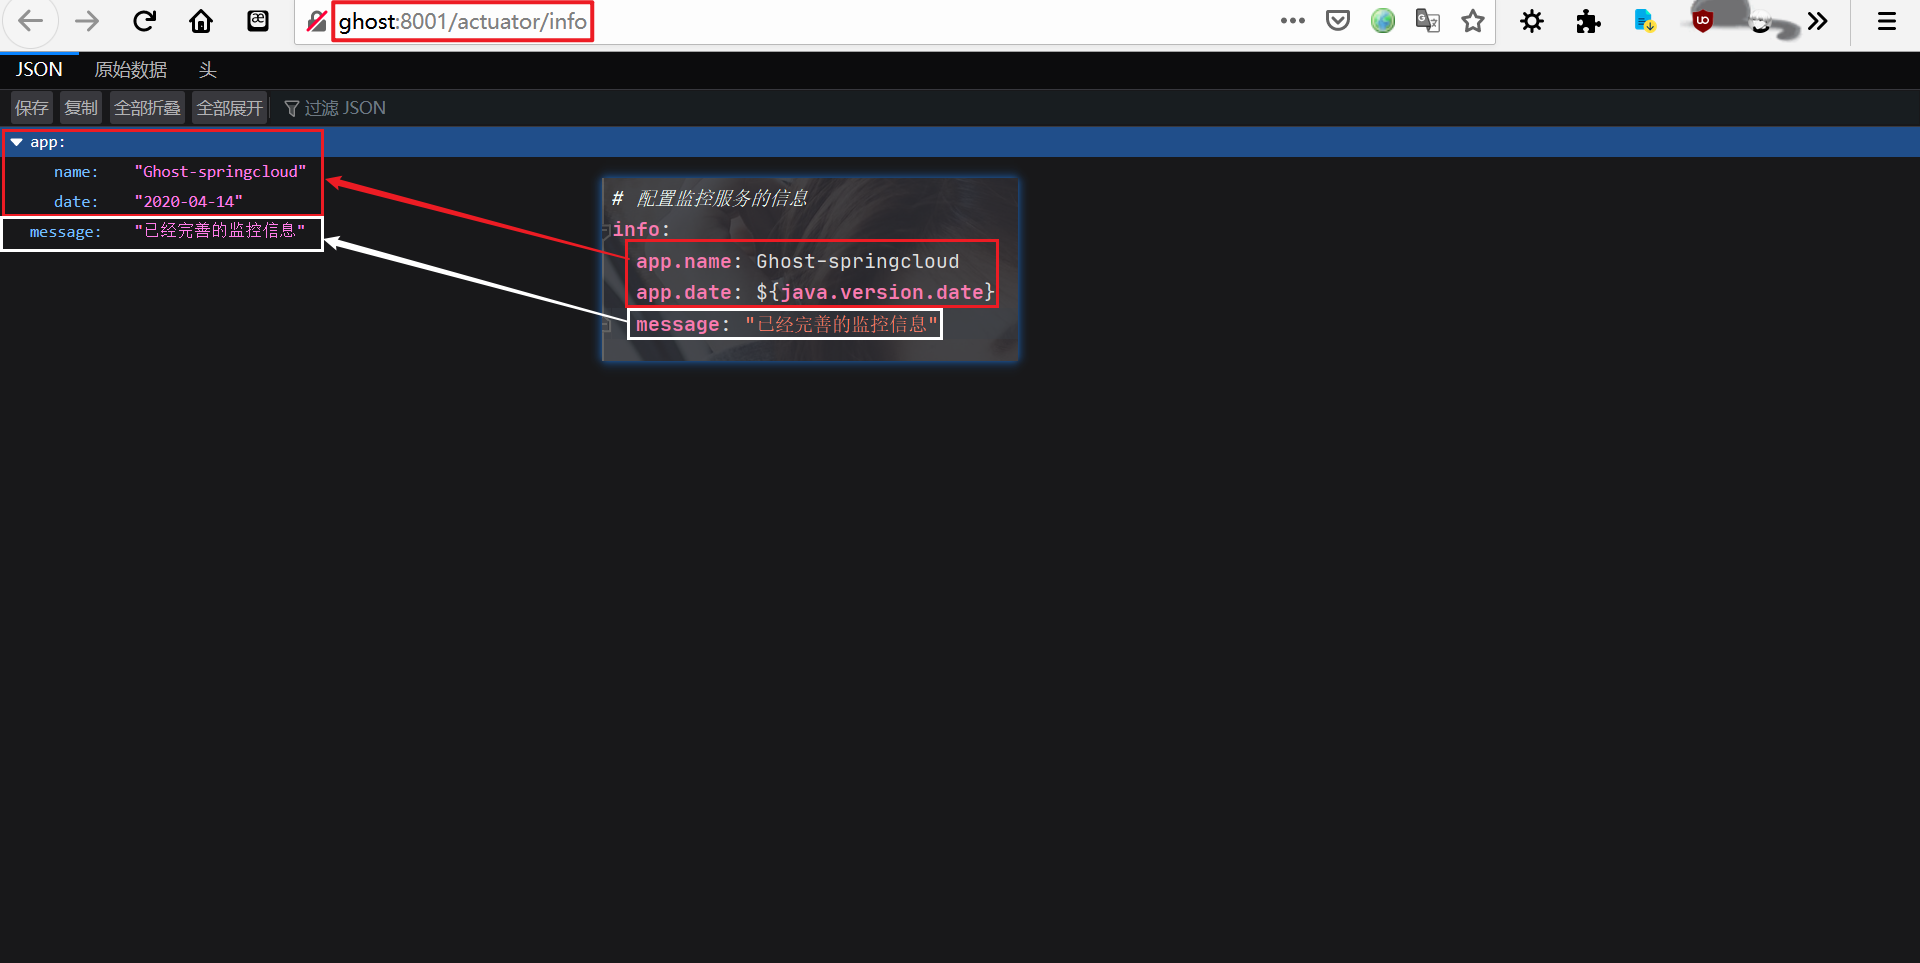 ghost:8001/actuator/info
JSON 原始数据 头
保存 复制 全部折叠 全部展开 过滤 JSON
app:
name: "Ghost-springcloud"
date: "2020-04-14"
message: "已经完善的监控信息"
# 配置监控服务的信息
info:
app.name: Ghost-springcloud
app.date: ${java.version.date}
message: "已经完善的监控信息"